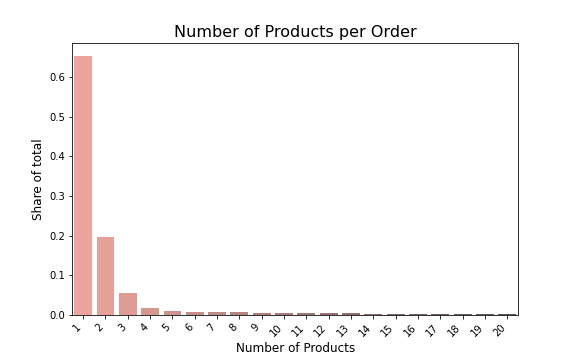 Number of Products per Order
Share of total
0.6
0.5
0.4
0.3
0.2
0.1
0.0
1 2 3 4 5 6 7 8 9 10 11 12 13 14 15 16 17 18 19 20
Number of Products